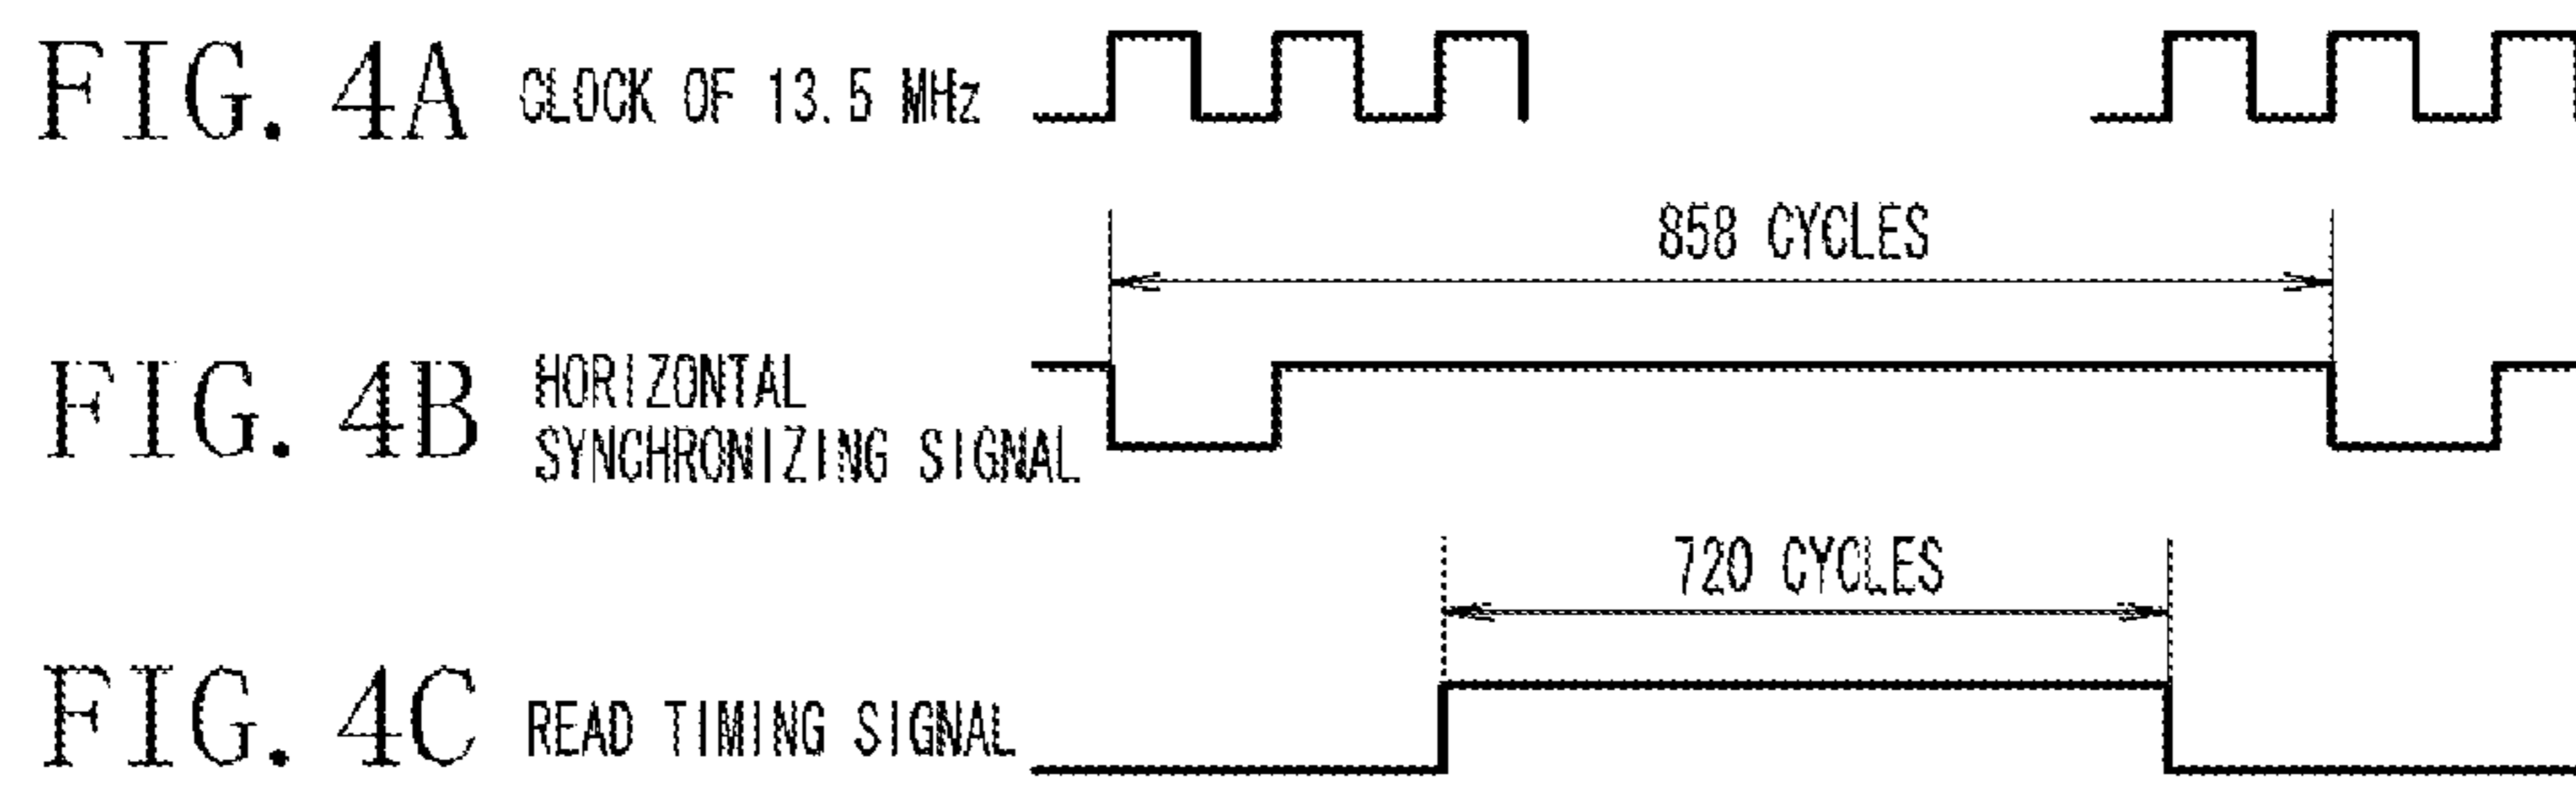 FIG. 4A CLOCK OF 13.5 MHz
858 CYCLES
FIG. 4B HORIZONTAL
SYNCHRONIZING SIGNAL
720 CYCLES
FIG. 4C READ TIMING SIGNAL